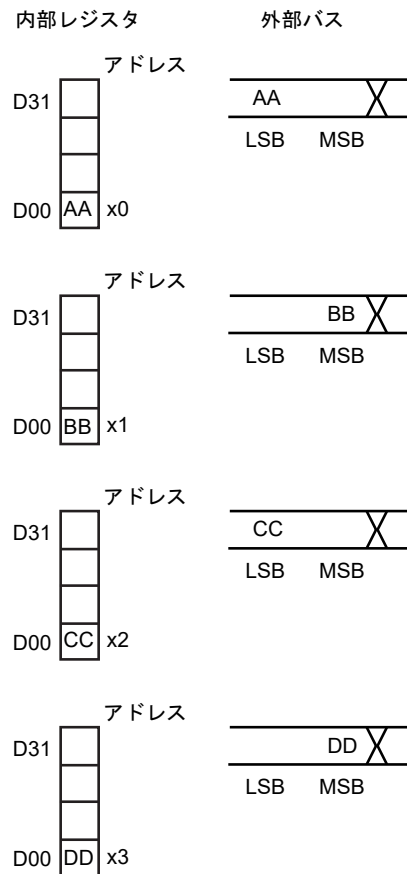 内部レジスタ 外部バス
アドレス
D31 AA
LSB MSB
D00 AA x0
アドレス
D31 BB
LSB MSB
D00 BB x1
アドレス
D31 CC
LSB MSB
D00 CC x2
アドレス
D31 DD
LSB MSB
D00 DD x3